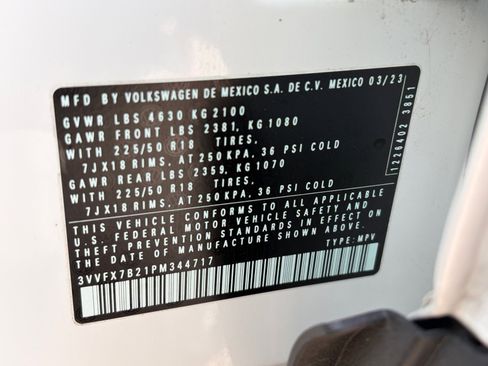 MFD BY VOLKSWAGEN DE MEXICO S.A. DE C.V. MEXICO 03/23
GVWR LBS 4630 KG 2100
GAWR FRONT LBS 2381, KG 1080
WITH 225/50 R18 TIRES,
7JX18 RIMS, AT 250 KPA, 36 PSI COLD
GAWR REAR LBS 2359, KG 1070
WITH 225/50 R18 TIRES,
7JX18 RIMS, AT 250 KPA, 36 PSI COLD
THIS VEHICLE CONFORMS TO ALL APPLICABLE
U.S. FEDERAL MOTOR VEHICLE SAFETY AND
THEFT PREVENTION STANDARDS IN EFFECT ON
THE DATE OF MANUFACTURE SHOWN ABOVE.
3VVFX7B21PM344717 TYPE: MPV
1226402 3851